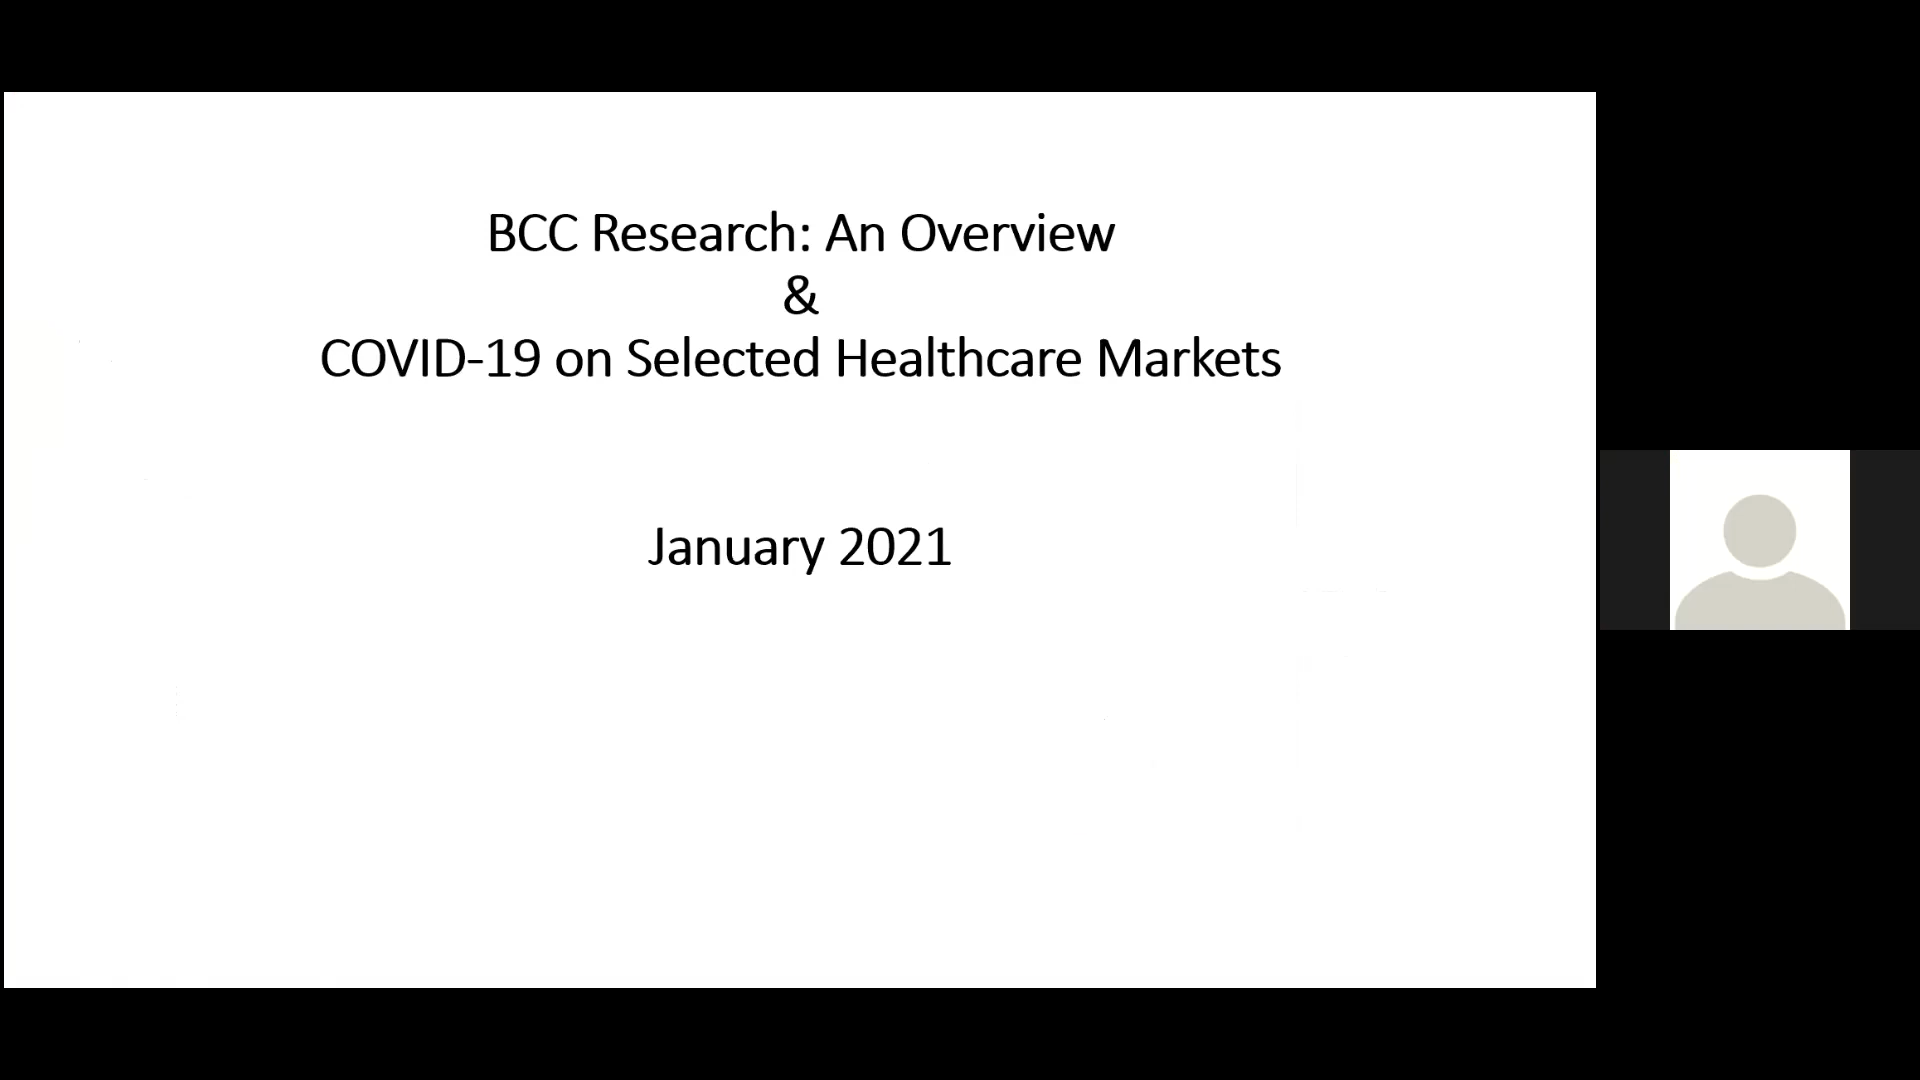 BCC Research: An Overview
&
COVID-19 on Selected Healthcare Markets
January 2021